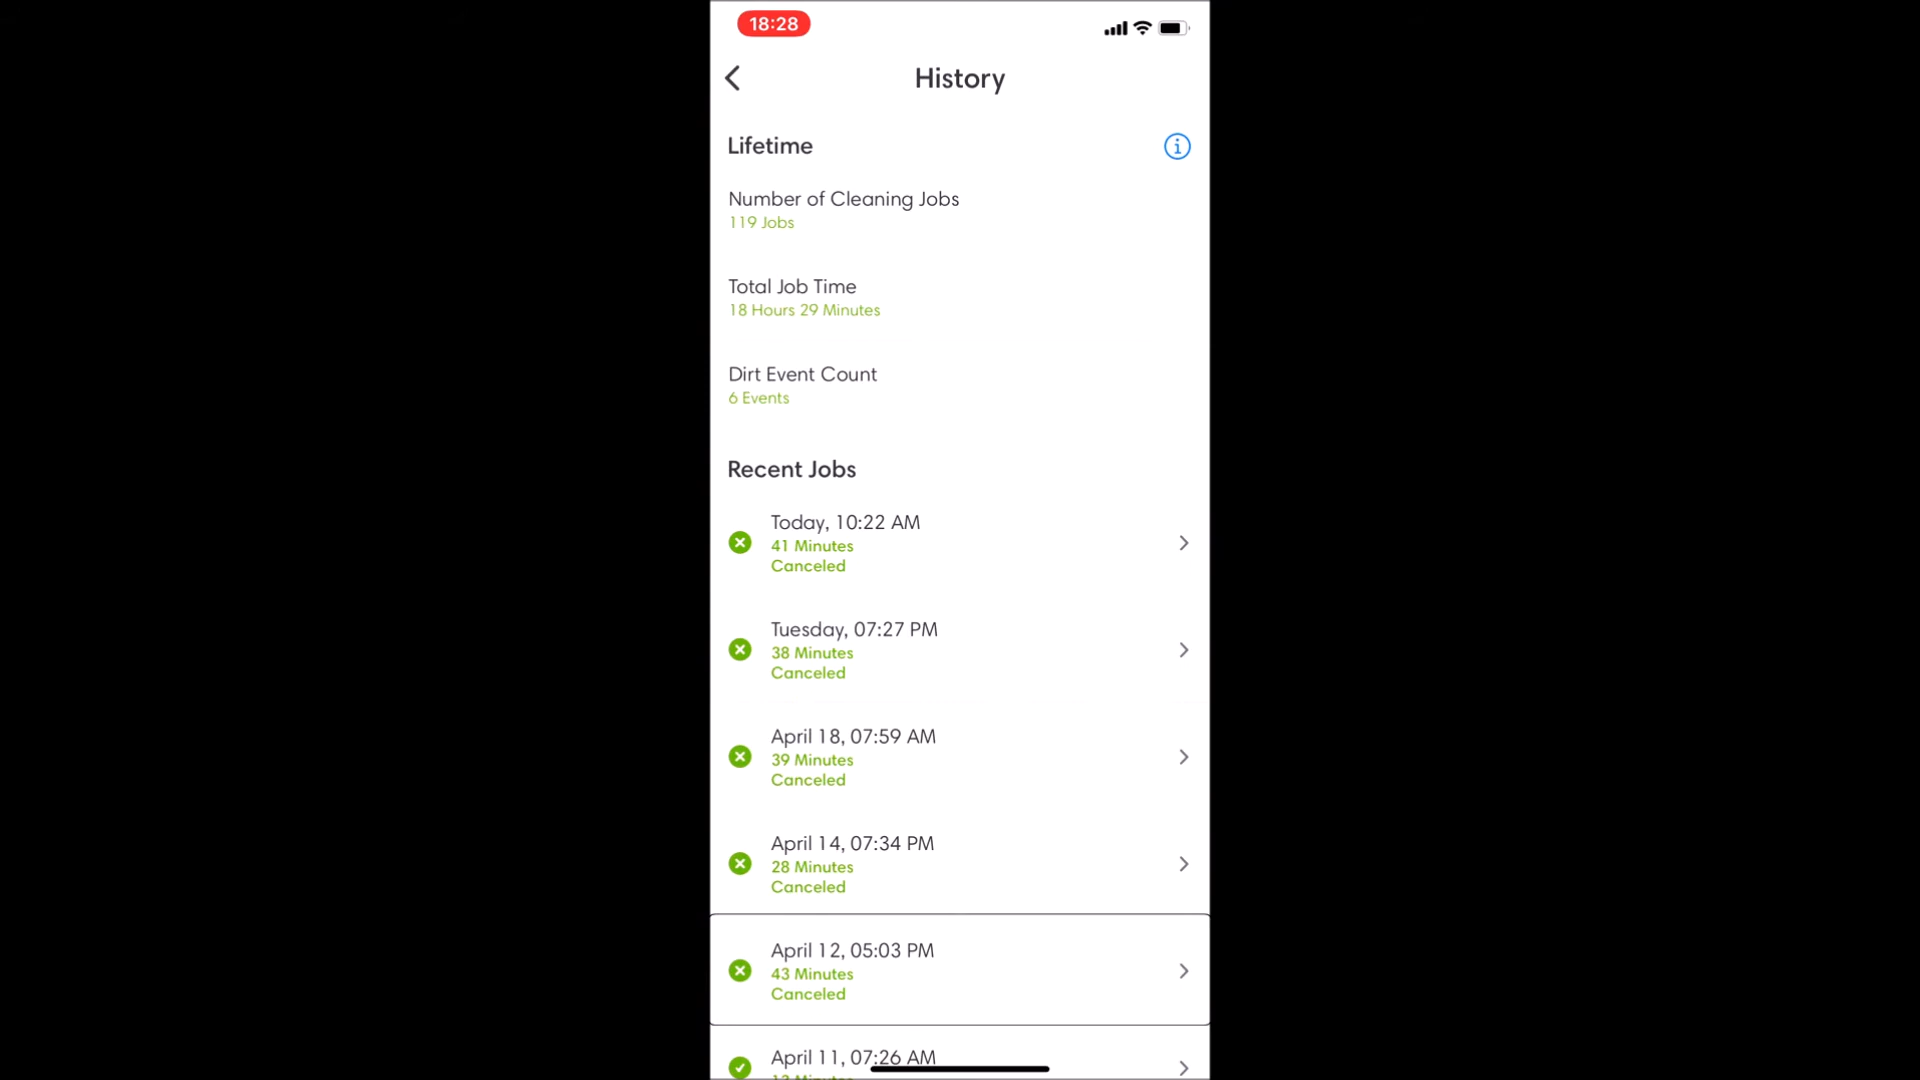 18:28
History
Lifetime
Number of Cleaning Jobs
119 Jobs
Total Job Time
18 Hours 29 Minutes
Dirt Event Count
6 Events
Recent Jobs
Today, 10:22 AM
41 Minutes
Canceled
Tuesday, 07:27 PM
38 Minutes
Canceled
April 18, 07:59 AM
39 Minutes
Canceled
April 14, 07:34 PM
28 Minutes
Canceled
April 12, 05:03 PM
43 Minutes
Canceled
April 11, 07:26 AM